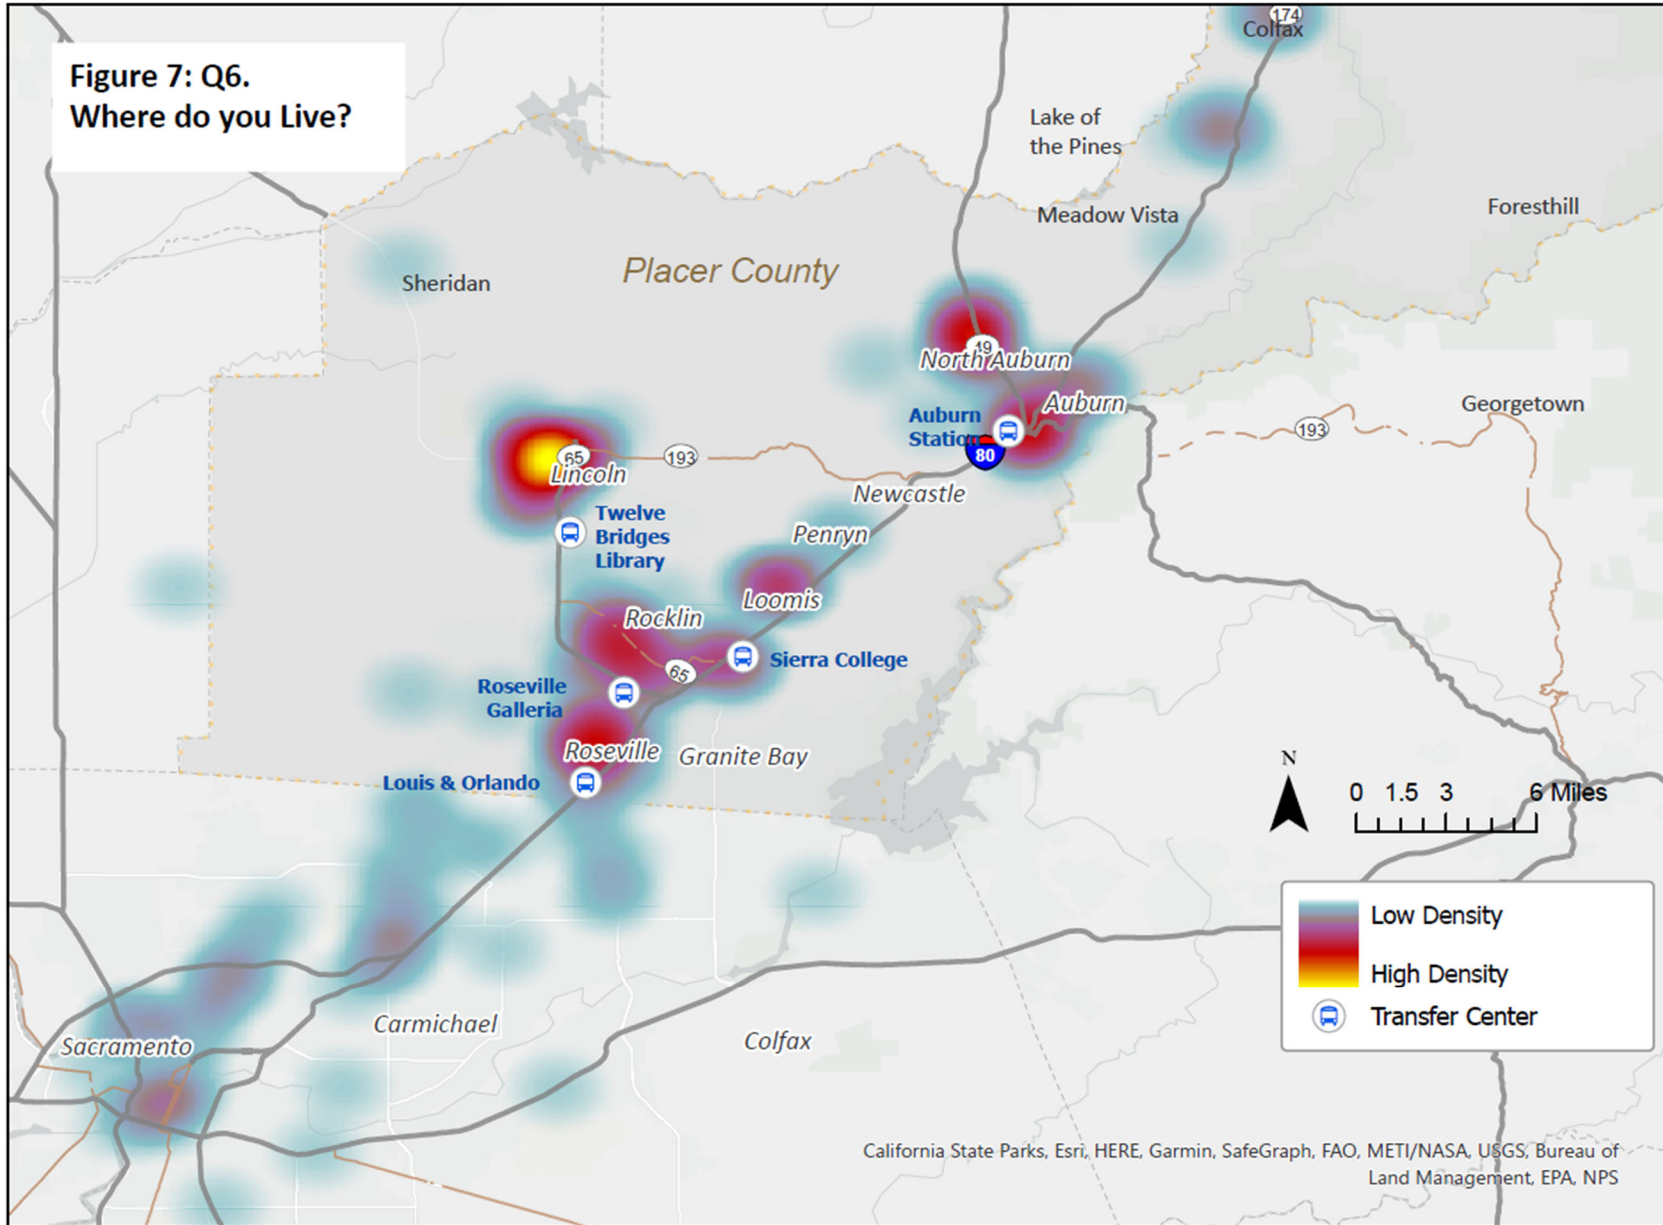 Figure 7: Q6.
Where do you Live?
174
Colfax
Lake of
the Pines
Meadow Vista
Foresthill
Placer County
Sheridan
49
North Auburn
Auburn
Auburn
Station
80
Georgetown
193
65
193
Lincoln
Newcastle
Twelve
Bridges
Library
Penryn
Loomis
Rocklin
Sierra College
65
Roseville
Galleria
Roseville
Granite Bay
Louis & Orlando
N
0 1.5 3 6 Miles
Low Density
High Density
Transfer Center
Carmichael
Sacramento
Colfax
California State Parks, Esri, HERE, Garmin, SafeGraph, FAO, METI/NASA, USGS, Bureau of
Land Management, EPA, NPS